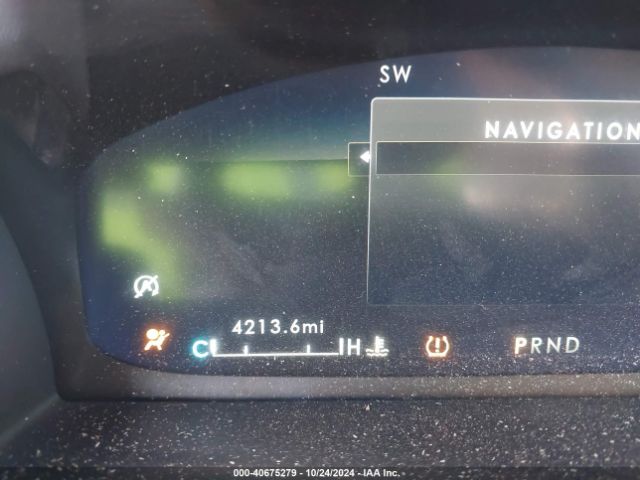 SW
NAVIGATION
4213.6mi
C H
PRND
000-40675279 - 10/24/2024 - IAA Inc.